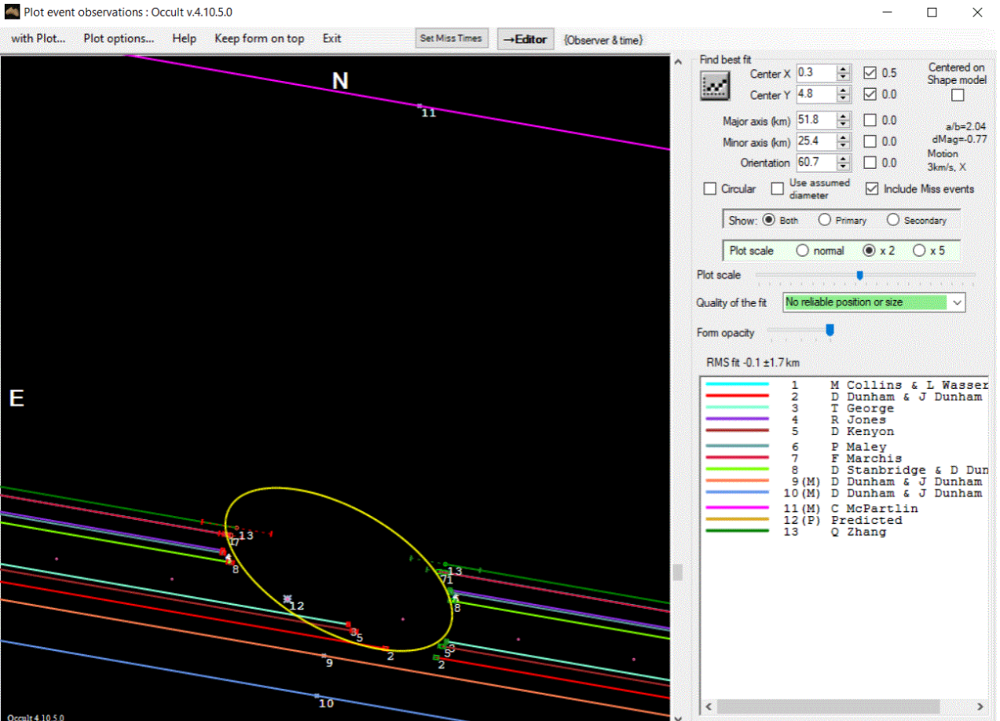 Plot event observations : Occult v.4.10.5.0
with Plot... Plot options... Help Keep form on top Exit Set Miss Times →Editor {Observer & time}
N
11
E
13
17
4
8
12
3
5
2
9
10
13
71
4
8
3
5
2
Occult 4.10.5.0
Find best fit
Center X 0.3 0.5
Center Y 4.8 0.0
Centered on
Shape model
Major axis (km) 51.8 0.0
Minor axis (km) 25.4 0.0
Orientation 60.7 0.0
a/b=2.04
dMag=-0.77
Motion
3km/s, X
Circular Use assumed diameter Include Miss events
Show: Both Primary Secondary
Plot scale normal x 2 x 5
Plot scale
Quality of the fit No reliable position or size
Form opacity
RMS fit -0.1 ±1.7 km
1 M Collins & L Wasser
2 D Dunham & J Dunham
3 T George
4 R Jones
5 D Kenyon
6 P Maley
7 F Marchis
8 D Stanbridge & D Dun
9(M) D Dunham & J Dunham
10(M) D Dunham & J Dunham
11(M) C McPartlin
12(P) Predicted
13 Q Zhang